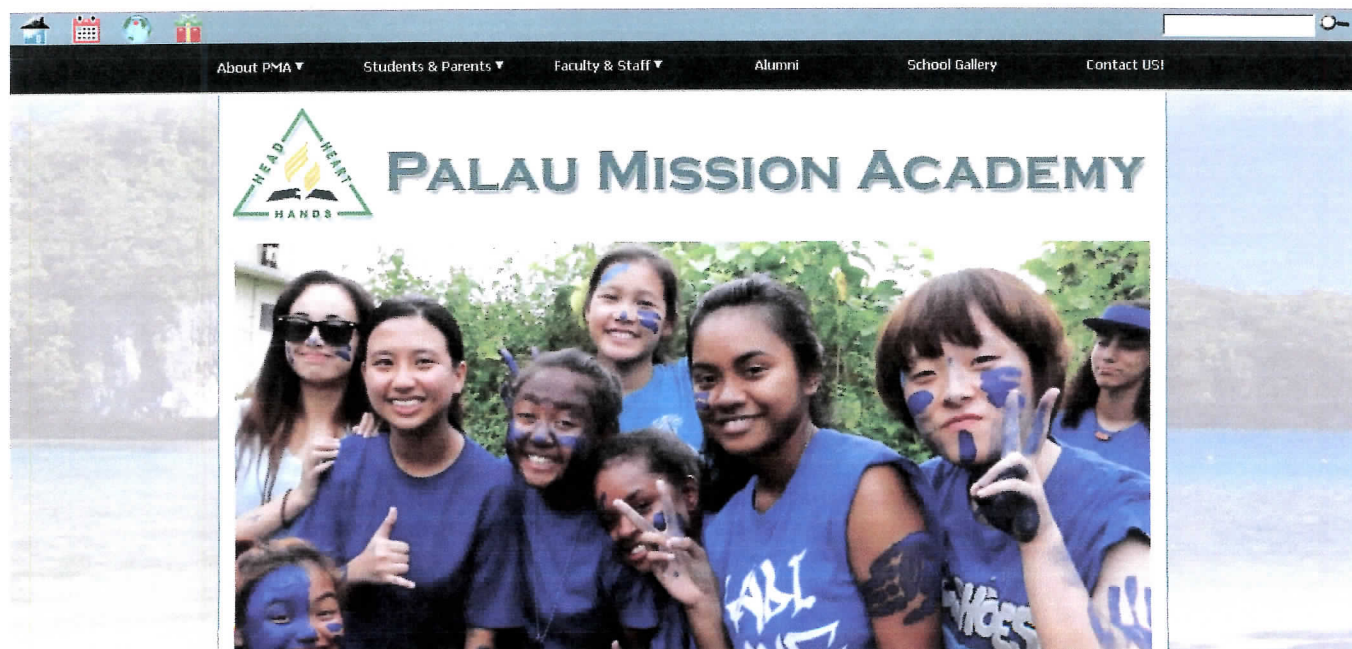 About PMA ▼ Students & Parents ▼ Faculty & Staff ▼ Alumni School Gallery Contact US!
HEAD HEART
HANDS
PALAU MISSION ACADEMY